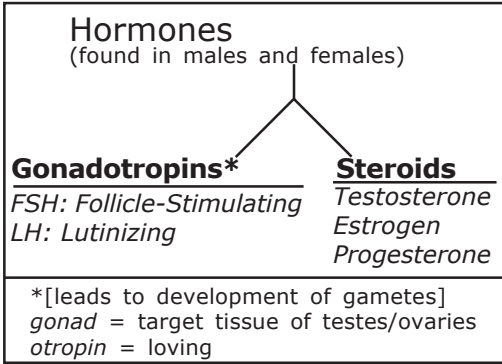 Hormones
(found in males and females)
Gonadotropins*
FSH: Follicle-Stimulating
LH: Lutinizing
Steroids
Testosterone
Estrogen
Progesterone
*[leads to development of gametes]
gonad = target tissue of testes/ovaries
otropin = loving